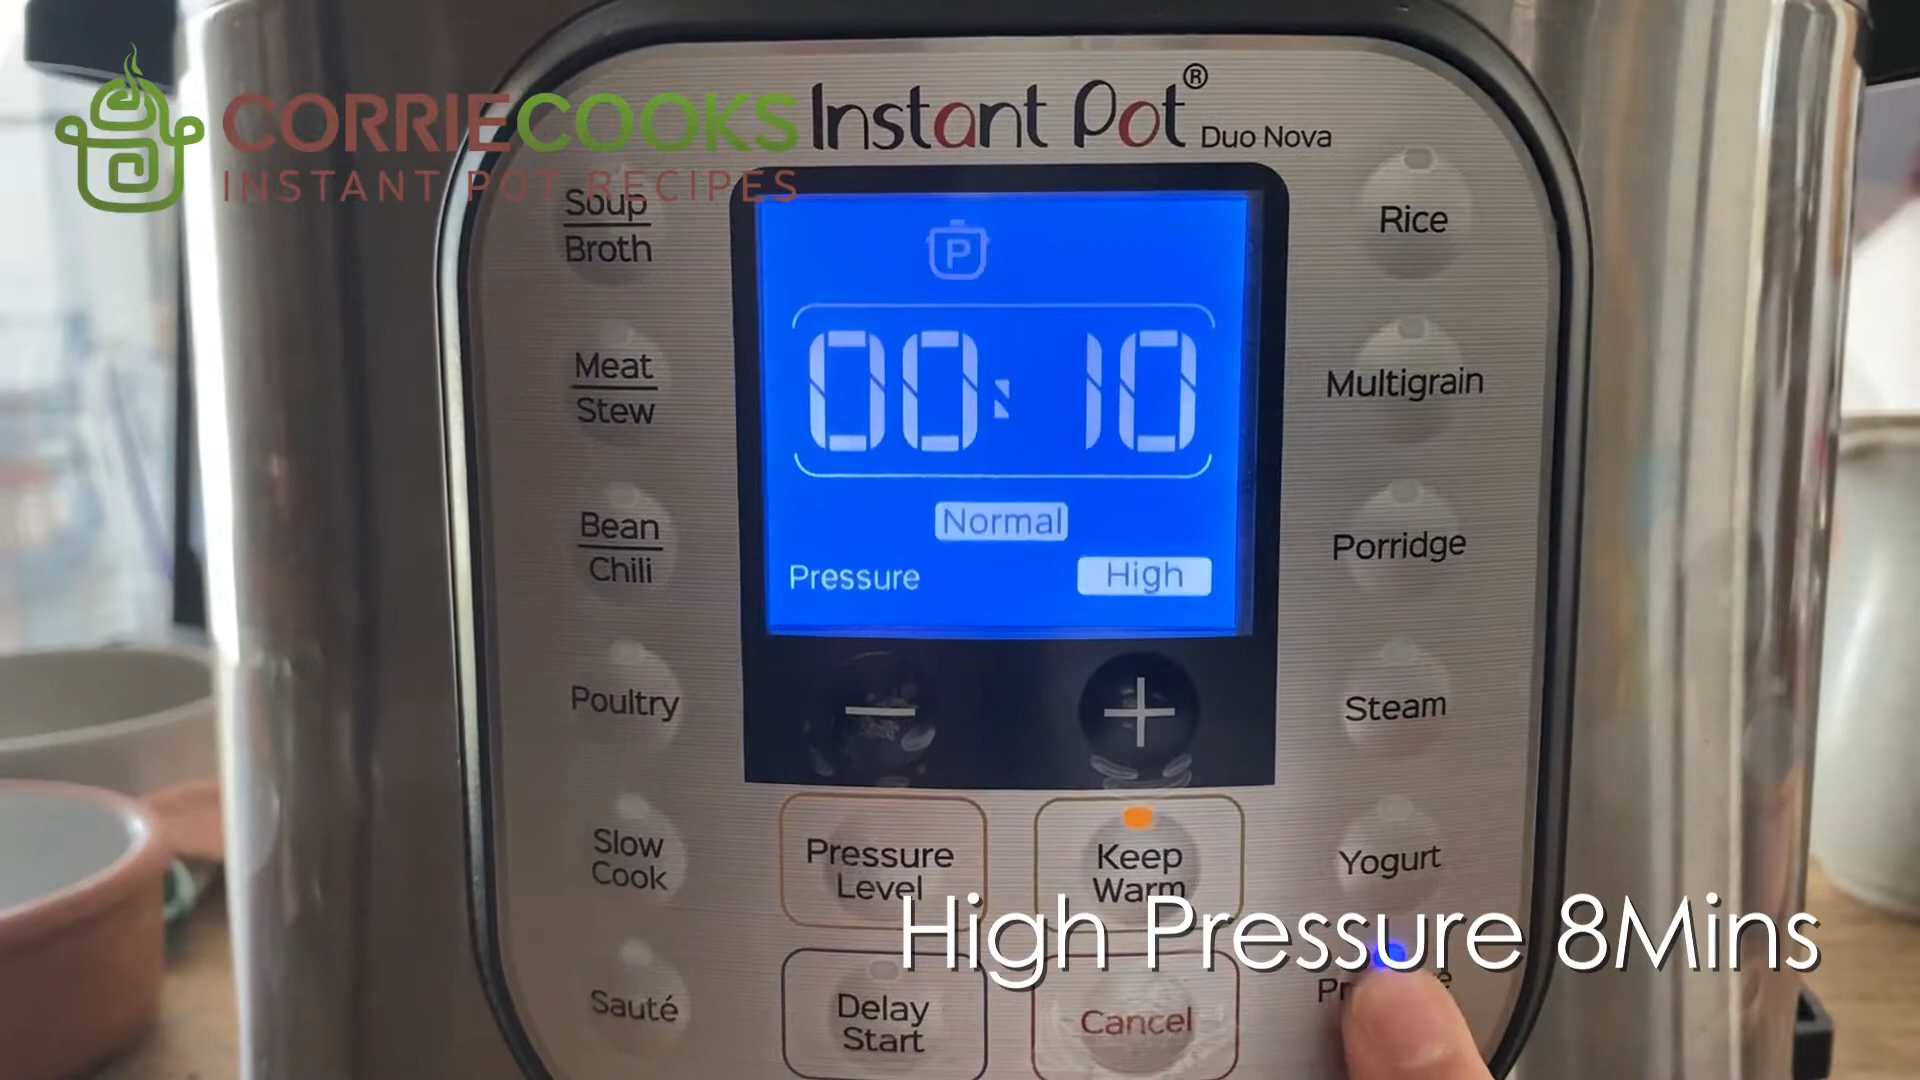 CORRIECOOKS
INSTANT POT RECIPES
Instant Pot®
Duo Nova
Soup
Broth
Meat
Stew
Bean
Chili
Poultry
Slow
Cook
Sauté
P
00:10
Normal
Pressure High
− +
Pressure
Level
Keep
Warm
Delay
Start
Cancel
Rice
Multigrain
Porridge
Steam
Yogurt
High Pressure 8Mins